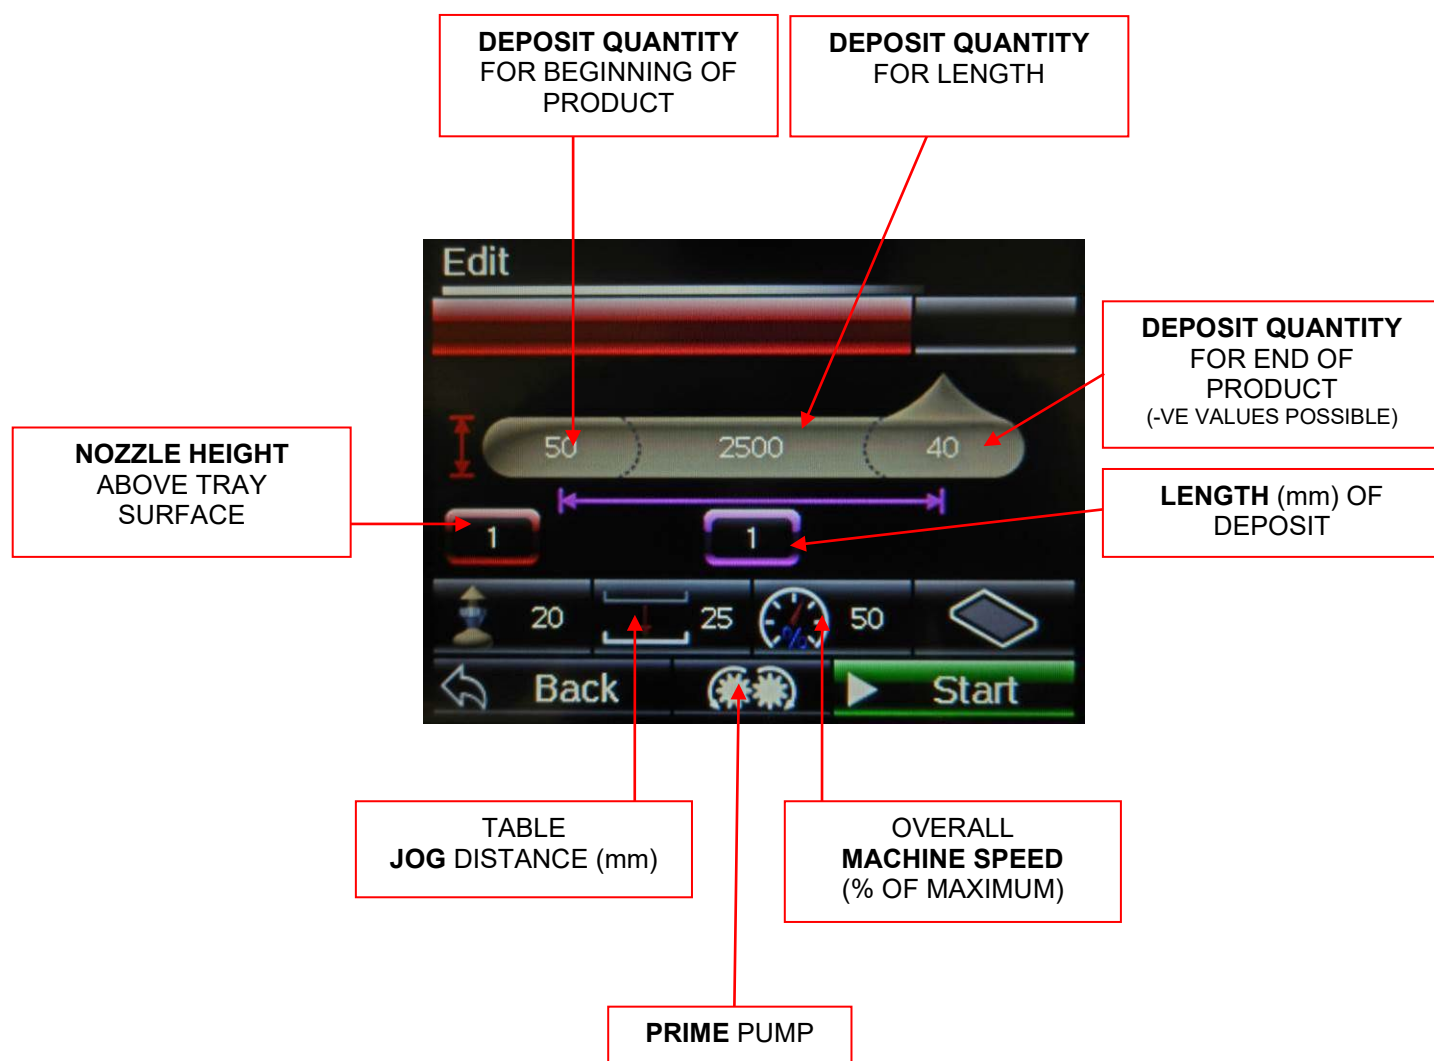 DEPOSIT QUANTITY
FOR BEGINNING OF
PRODUCT
DEPOSIT QUANTITY
FOR LENGTH
Edit
DEPOSIT QUANTITY
FOR END OF
PRODUCT
(-VE VALUES POSSIBLE)
50 2500 40
NOZZLE HEIGHT
ABOVE TRAY
SURFACE
LENGTH (mm) OF
DEPOSIT
1 1
20 25 % 50
Back Start
TABLE
JOG DISTANCE (mm)
OVERALL
MACHINE SPEED
(% OF MAXIMUM)
PRIME PUMP